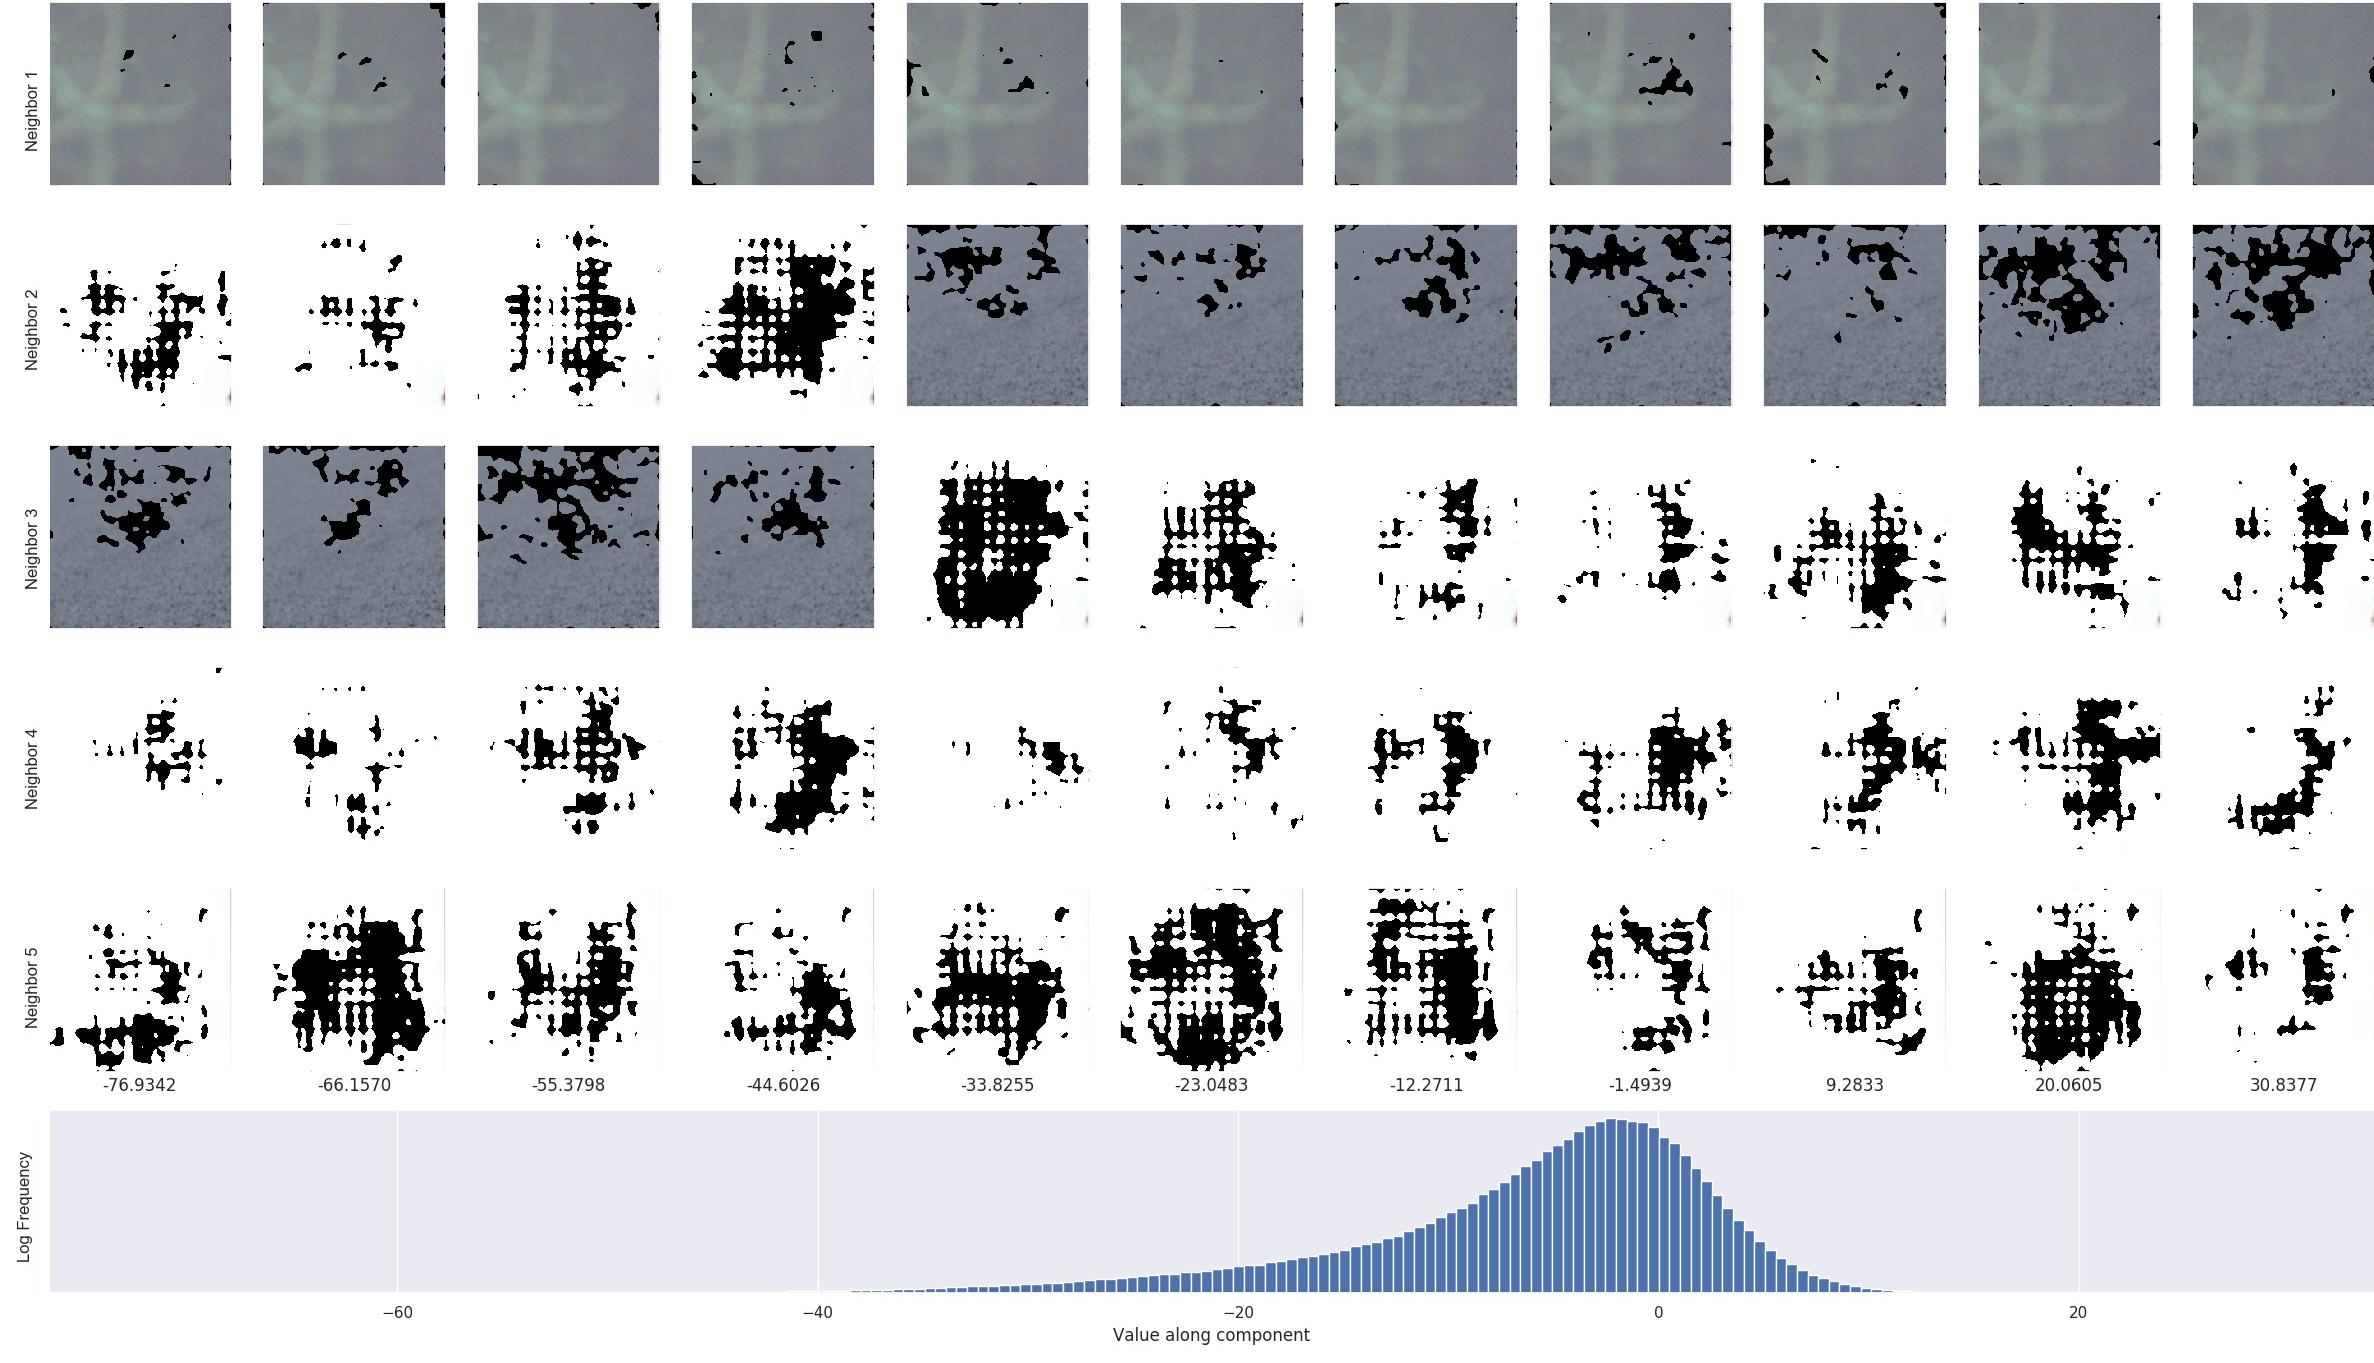 Neighbor 1
Neighbor 2
Neighbor 3
Neighbor 4
Neighbor 5
-76.9342 -66.1570 -55.3798 -44.6026 -33.8255 -23.0483 -12.2711 -1.4939 9.2833 20.0605 30.8377
Log Frequency
−60 −40 −20 0 20
Value along component